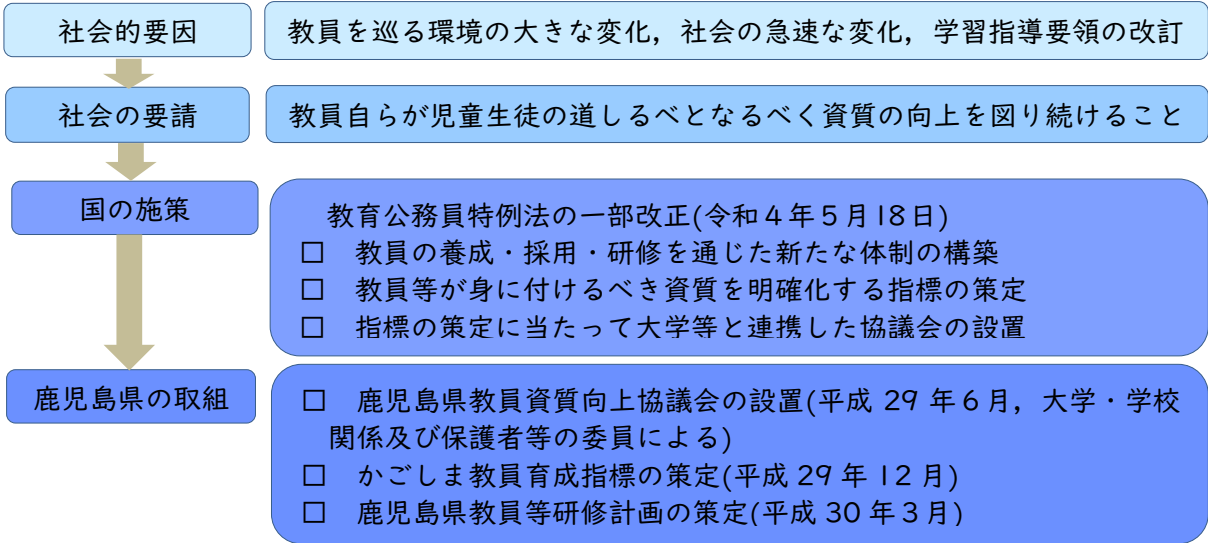 社会的要因
教員を巡る環境の大きな変化，社会の急速な変化，学習指導要領の改訂
社会の要請
教員自らが児童生徒の道しるべとなるべく資質の向上を図り続けること
国の施策
教育公務員特例法の一部改正(令和４年５月18日)
□　教員の養成・採用・研修を通じた新たな体制の構築
□　教員等が身に付けるべき資質を明確化する指標の策定
□　指標の策定に当たって大学等と連携した協議会の設置
鹿児島県の取組
□　鹿児島県教員資質向上協議会の設置(平成 29 年６月，大学・学校
関係及び保護者等の委員による)
□　かごしま教員育成指標の策定(平成 29 年 12 月)
□　鹿児島県教員等研修計画の策定(平成 30 年３月)